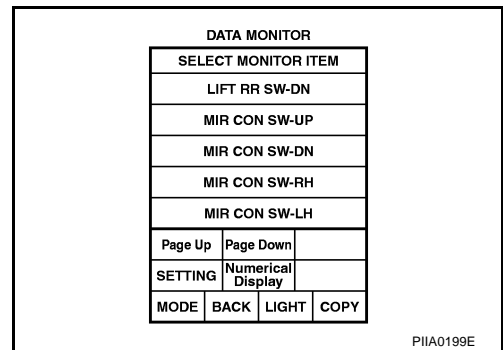 DATA MONITOR
SELECT MONITOR ITEM
LIFT RR SW-DN
MIR CON SW-UP
MIR CON SW-DN
MIR CON SW-RH
MIR CON SW-LH
Page Up Page Down
SETTING Numerical Display
MODE BACK LIGHT COPY
PIIA0199E